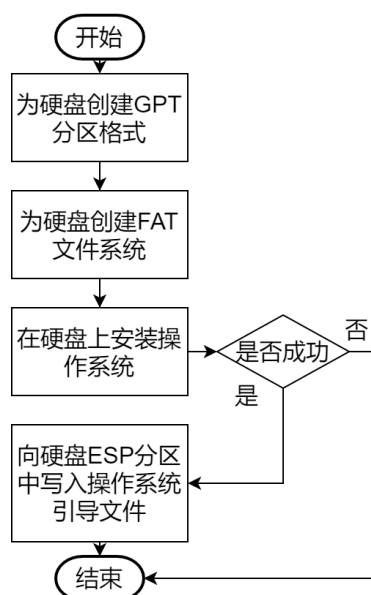 开始
为硬盘创建GPT
分区格式
为硬盘创建FAT
文件系统
在硬盘上安装操
作系统
是否成功
否
是
向硬盘ESP分区
中写入操作系统
引导文件
结束